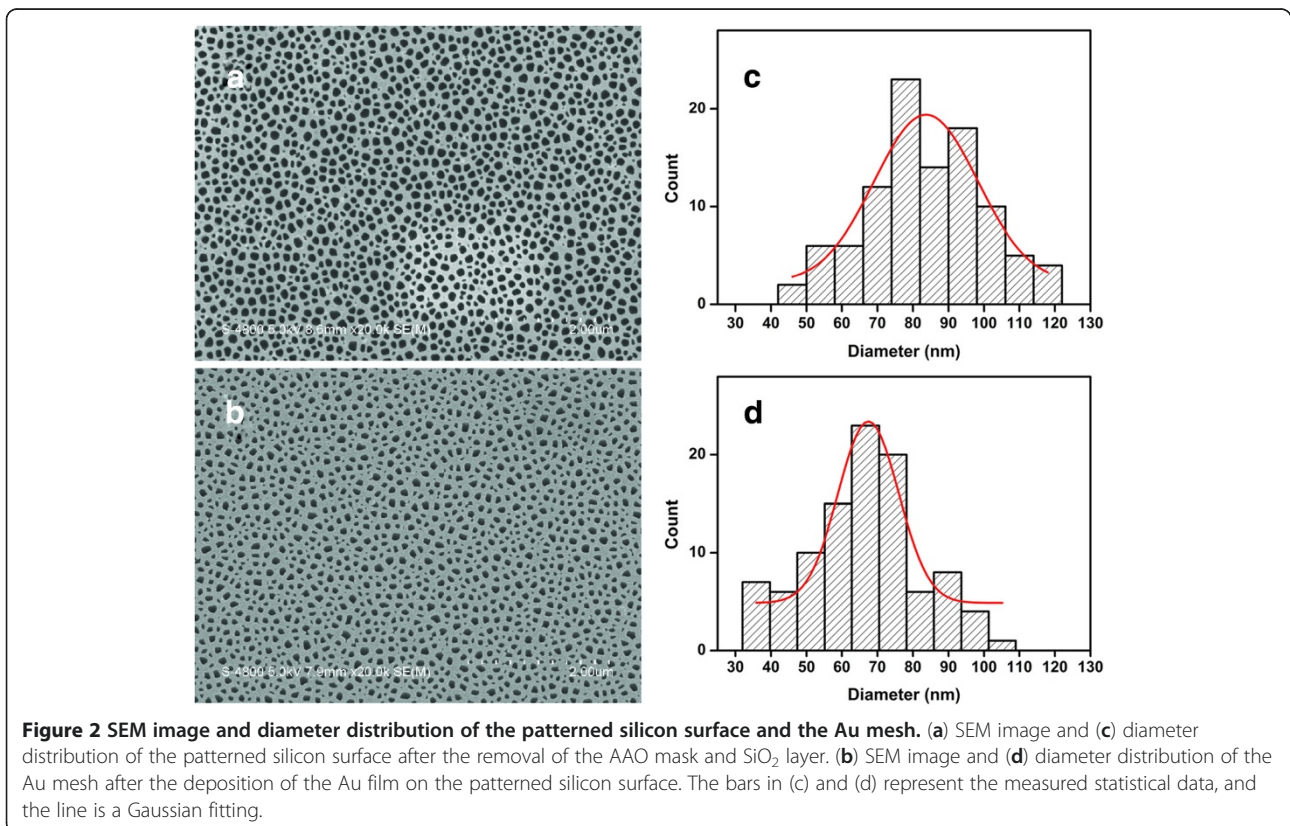 a
S-4800 5.0kV 8.6mm x20.0k SE(M)
2.00um
c
Count
20
10
0
30 40 50 60 70 80 90 100 110 120 130
Diameter (nm)
b
S-4800 5.0kV 7.9mm x20.0k SE(M)
2.00um
d
Count
20
10
0
30 40 50 60 70 80 90 100 110 120 130
Diameter (nm)
Figure 2 SEM image and diameter distribution of the patterned silicon surface and the Au mesh. (a) SEM image and (c) diameter
distribution of the patterned silicon surface after the removal of the AAO mask and SiO₂ layer. (b) SEM image and (d) diameter distribution of the
Au mesh after the deposition of the Au film on the patterned silicon surface. The bars in (c) and (d) represent the measured statistical data, and
the line is a Gaussian fitting.